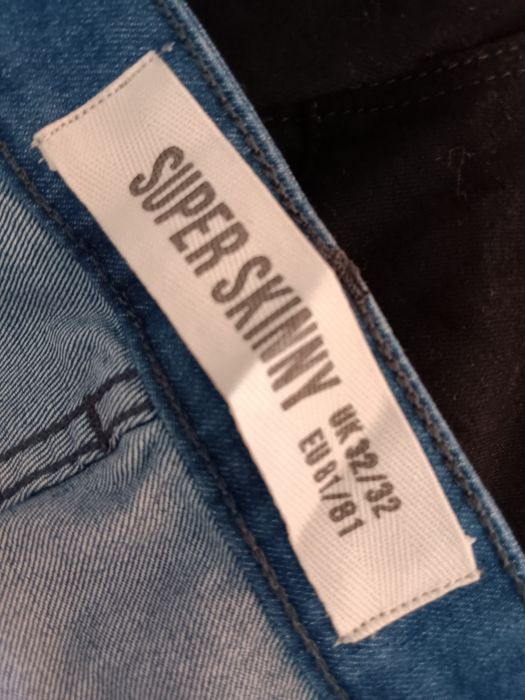 SUPER SKINNY
UK 32/32
EU 81/81